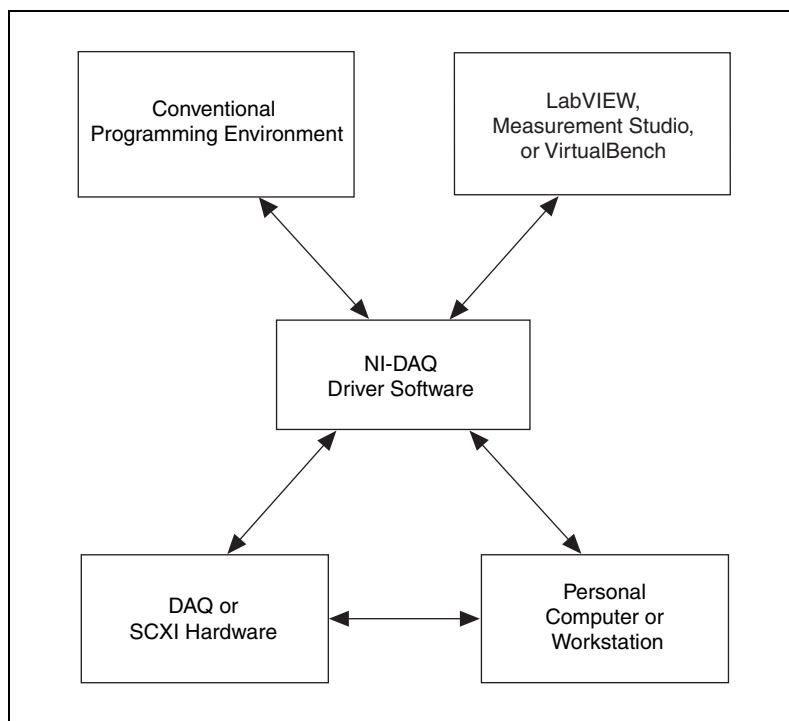 Conventional
Programming Environment
LabVIEW,
Measurement Studio,
or VirtualBench
NI-DAQ
Driver Software
DAQ or
SCXI Hardware
Personal
Computer or
Workstation